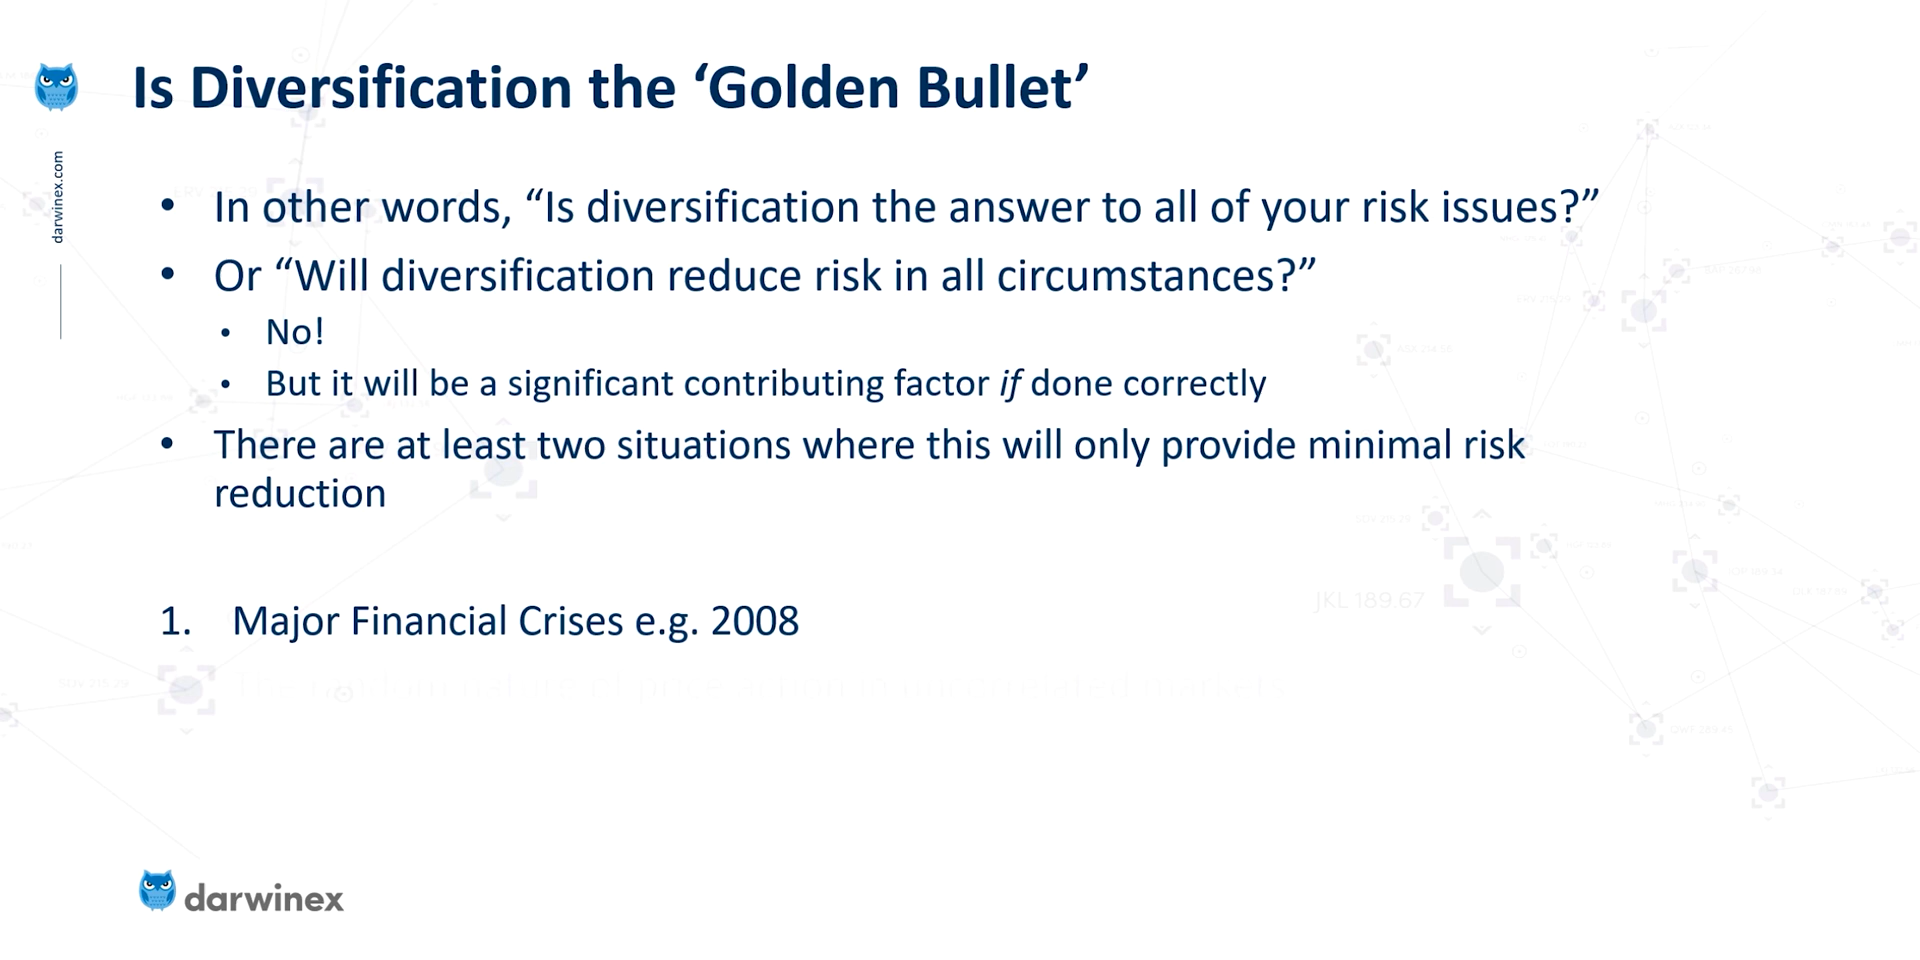 Is Diversification the ‘Golden Bullet’
darwinex.com
• In other words, “Is diversification the answer to all of your risk issues?”
• Or “Will diversification reduce risk in all circumstances?”
• No!
• But it will be a significant contributing factor if done correctly
• There are at least two situations where this will only provide minimal risk
reduction
JKL 189.67
1. Major Financial Crises e.g. 2008
darwinex